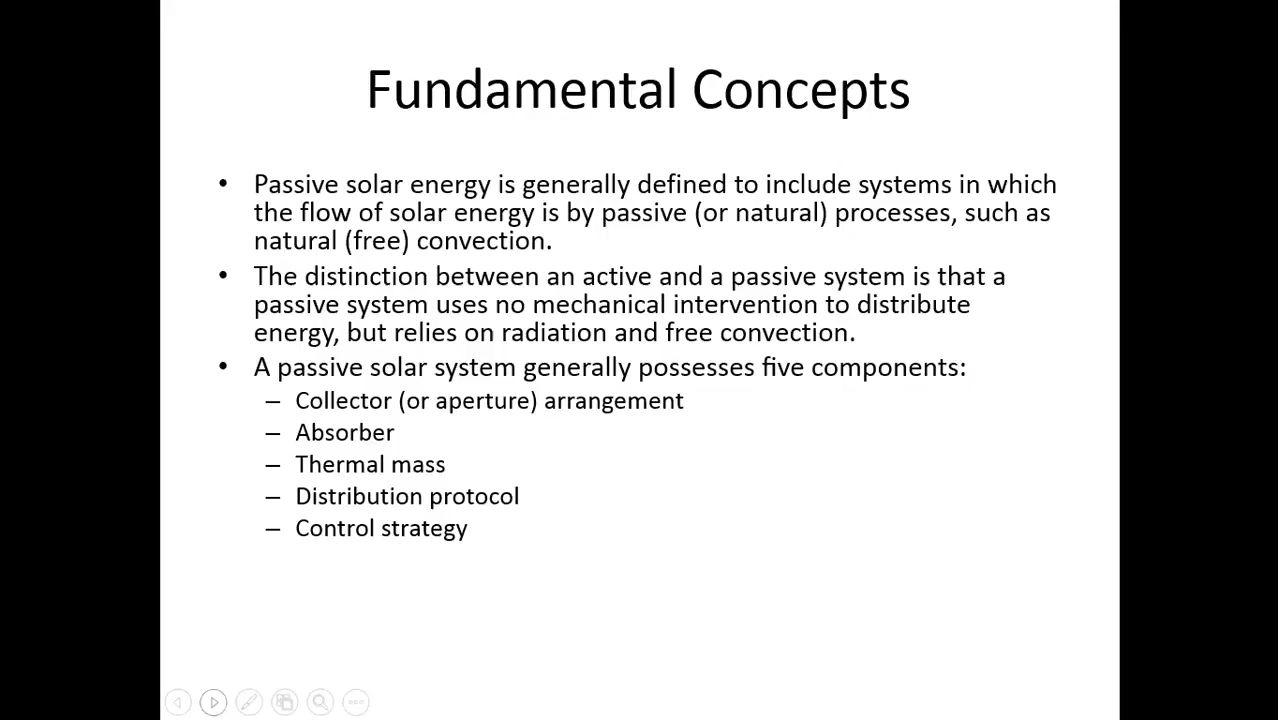 Fundamental Concepts
• Passive solar energy is generally defined to include systems in which
the flow of solar energy is by passive (or natural) processes, such as
natural (free) convection.
• The distinction between an active and a passive system is that a
passive system uses no mechanical intervention to distribute
energy, but relies on radiation and free convection.
• A passive solar system generally possesses five components:
– Collector (or aperture) arrangement
– Absorber
– Thermal mass
– Distribution protocol
– Control strategy